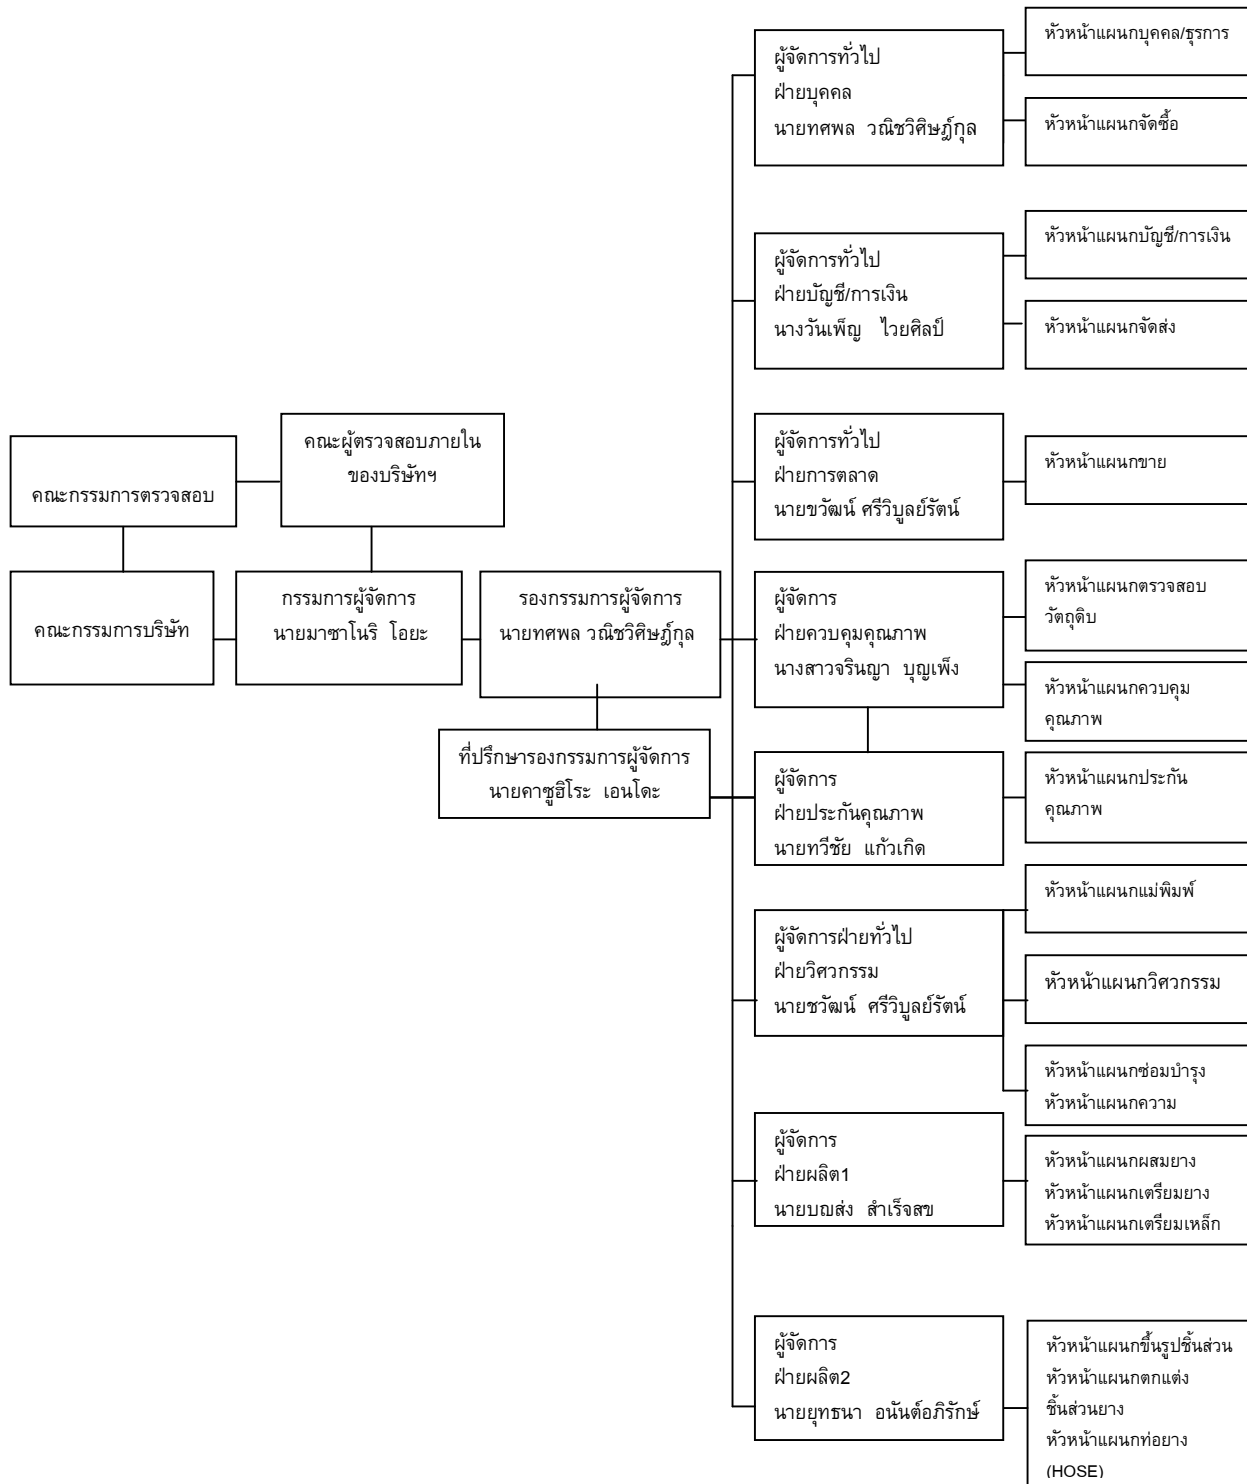 คณะกรรมการตรวจสอบ
คณะผู้ตรวจสอบภายใน
ของบริษัทฯ
คณะกรรมการบริษัท
กรรมการผู้จัดการ
นายมาซาโนริ โอยะ
รองกรรมการผู้จัดการ
นายทศพล วณิชวิศิษฎ์กุล
ที่ปรึกษารองกรรมการผู้จัดการ
นายคาซูฮิโระ เอนโดะ
ผู้จัดการทั่วไป
ฝ่ายบุคคล
นายทศพล วณิชวิศิษฎ์กุล
หัวหน้าแผนกบุคคล/ธุรการ
หัวหน้าแผนกจัดซื้อ
ผู้จัดการทั่วไป
ฝ่ายบัญชี/การเงิน
นางวันเพ็ญ ไวยศิลป์
หัวหน้าแผนกบัญชี/การเงิน
หัวหน้าแผนกจัดส่ง
ผู้จัดการทั่วไป
ฝ่ายการตลาด
นายขวัฒน์ ศรีวิบูลย์รัตน์
หัวหน้าแผนกขาย
ผู้จัดการ
ฝ่ายควบคุมคุณภาพ
นางสาวจรินญา บุญเพ็ง
หัวหน้าแผนกตรวจสอบ
วัตถุดิบ
หัวหน้าแผนกควบคุม
คุณภาพ
ผู้จัดการ
ฝ่ายประกันคุณภาพ
นายทวีชัย แก้วเกิด
หัวหน้าแผนกประกัน
คุณภาพ
ผู้จัดการฝ่ายทั่วไป
ฝ่ายวิศวกรรม
นายชวัฒน์ ศรีวิบูลย์รัตน์
หัวหน้าแผนกแม่พิมพ์
หัวหน้าแผนกวิศวกรรม
หัวหน้าแผนกซ่อมบำรุง
หัวหน้าแผนกความ
ผู้จัดการ
ฝ่ายผลิต1
นายบญส่ง สำเร็จสข
หัวหน้าแผนกผสมยาง
หัวหน้าแผนกเตรียมยาง
หัวหน้าแผนกเตรียมเหล็ก
ผู้จัดการ
ฝ่ายผลิต2
นายยุทธนา อนันต์อภิรักษ์
หัวหน้าแผนกขึ้นรูปชิ้นส่วน
หัวหน้าแผนกตกแต่ง
ชิ้นส่วนยาง
หัวหน้าแผนกท่อยาง
(HOSE)